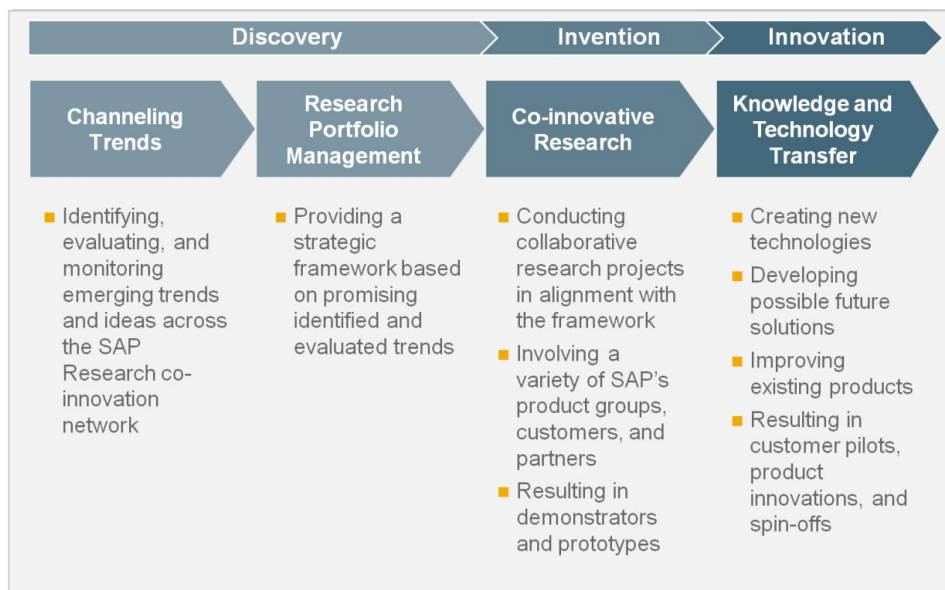 Discovery
Invention
Innovation
Channeling
Trends
Research
Portfolio
Management
Co-innovative
Research
Knowledge and
Technology
Transfer
Identifying,
evaluating, and
monitoring
emerging trends
and ideas across
the SAP
Research co-
innovation
network
Providing a
strategic
framework based
on promising
identified and
evaluated trends
Conducting
collaborative
research projects
in alignment with
the framework
Involving a
variety of SAP's
product groups,
customers, and
partners
Resulting in
demonstrators
and prototypes
Creating new
technologies
Developing
possible future
solutions
Improving
existing products
Resulting in
customer pilots,
product
innovations, and
spin-offs